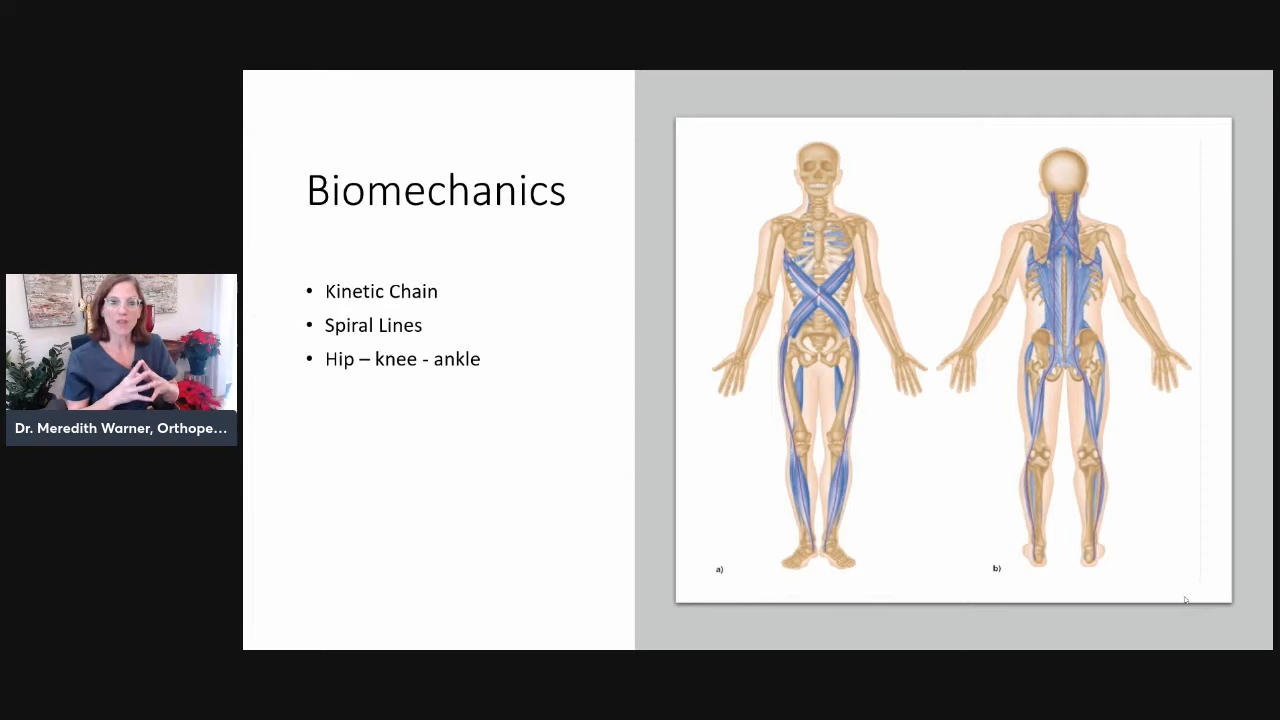 Biomechanics
• Kinetic Chain
• Spiral Lines
• Hip – knee - ankle
Dr. Meredith Warner, Orthope...
a)
b)